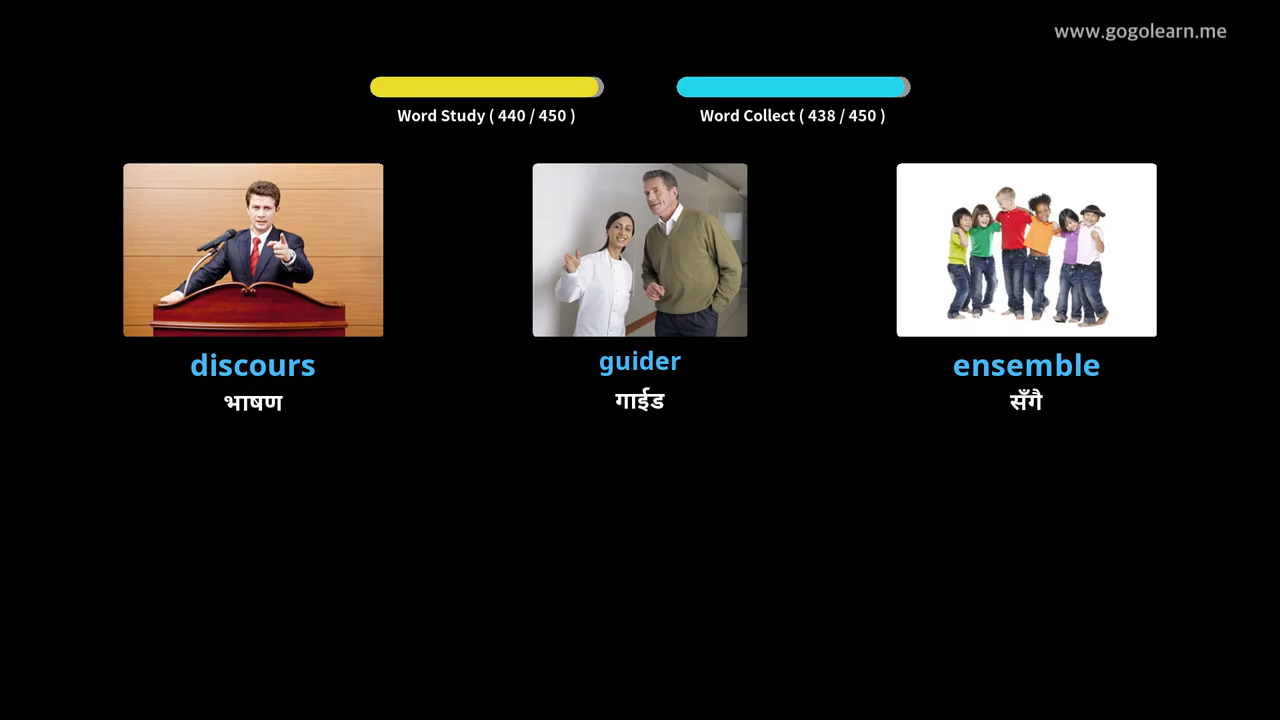 www.gogolearn.me
Word Study ( 440 / 450 )
Word Collect ( 438 / 450 )
discours
guider
ensemble
भाषण
गाईड
सँगै